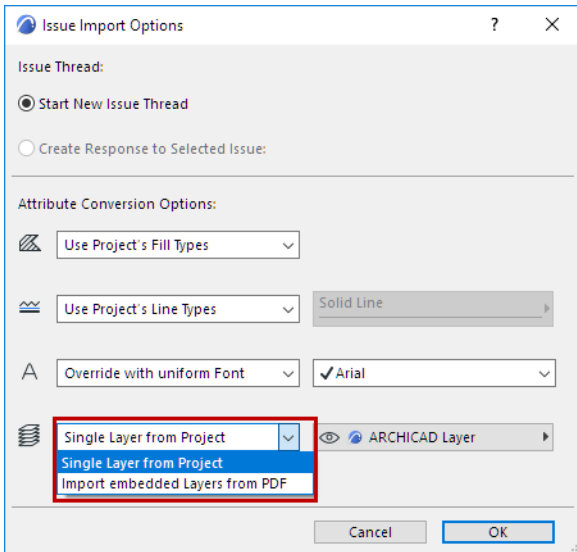 Issue Import Options
?
Issue Thread:
Start New Issue Thread
Create Response to Selected Issue:
Attribute Conversion Options:
Use Project's Fill Types
Use Project's Line Types
Solid Line
A
Override with uniform Font
Arial
Single Layer from Project
ARCHICAD Layer
Single Layer from Project
Import embedded Layers from PDF
Cancel
OK